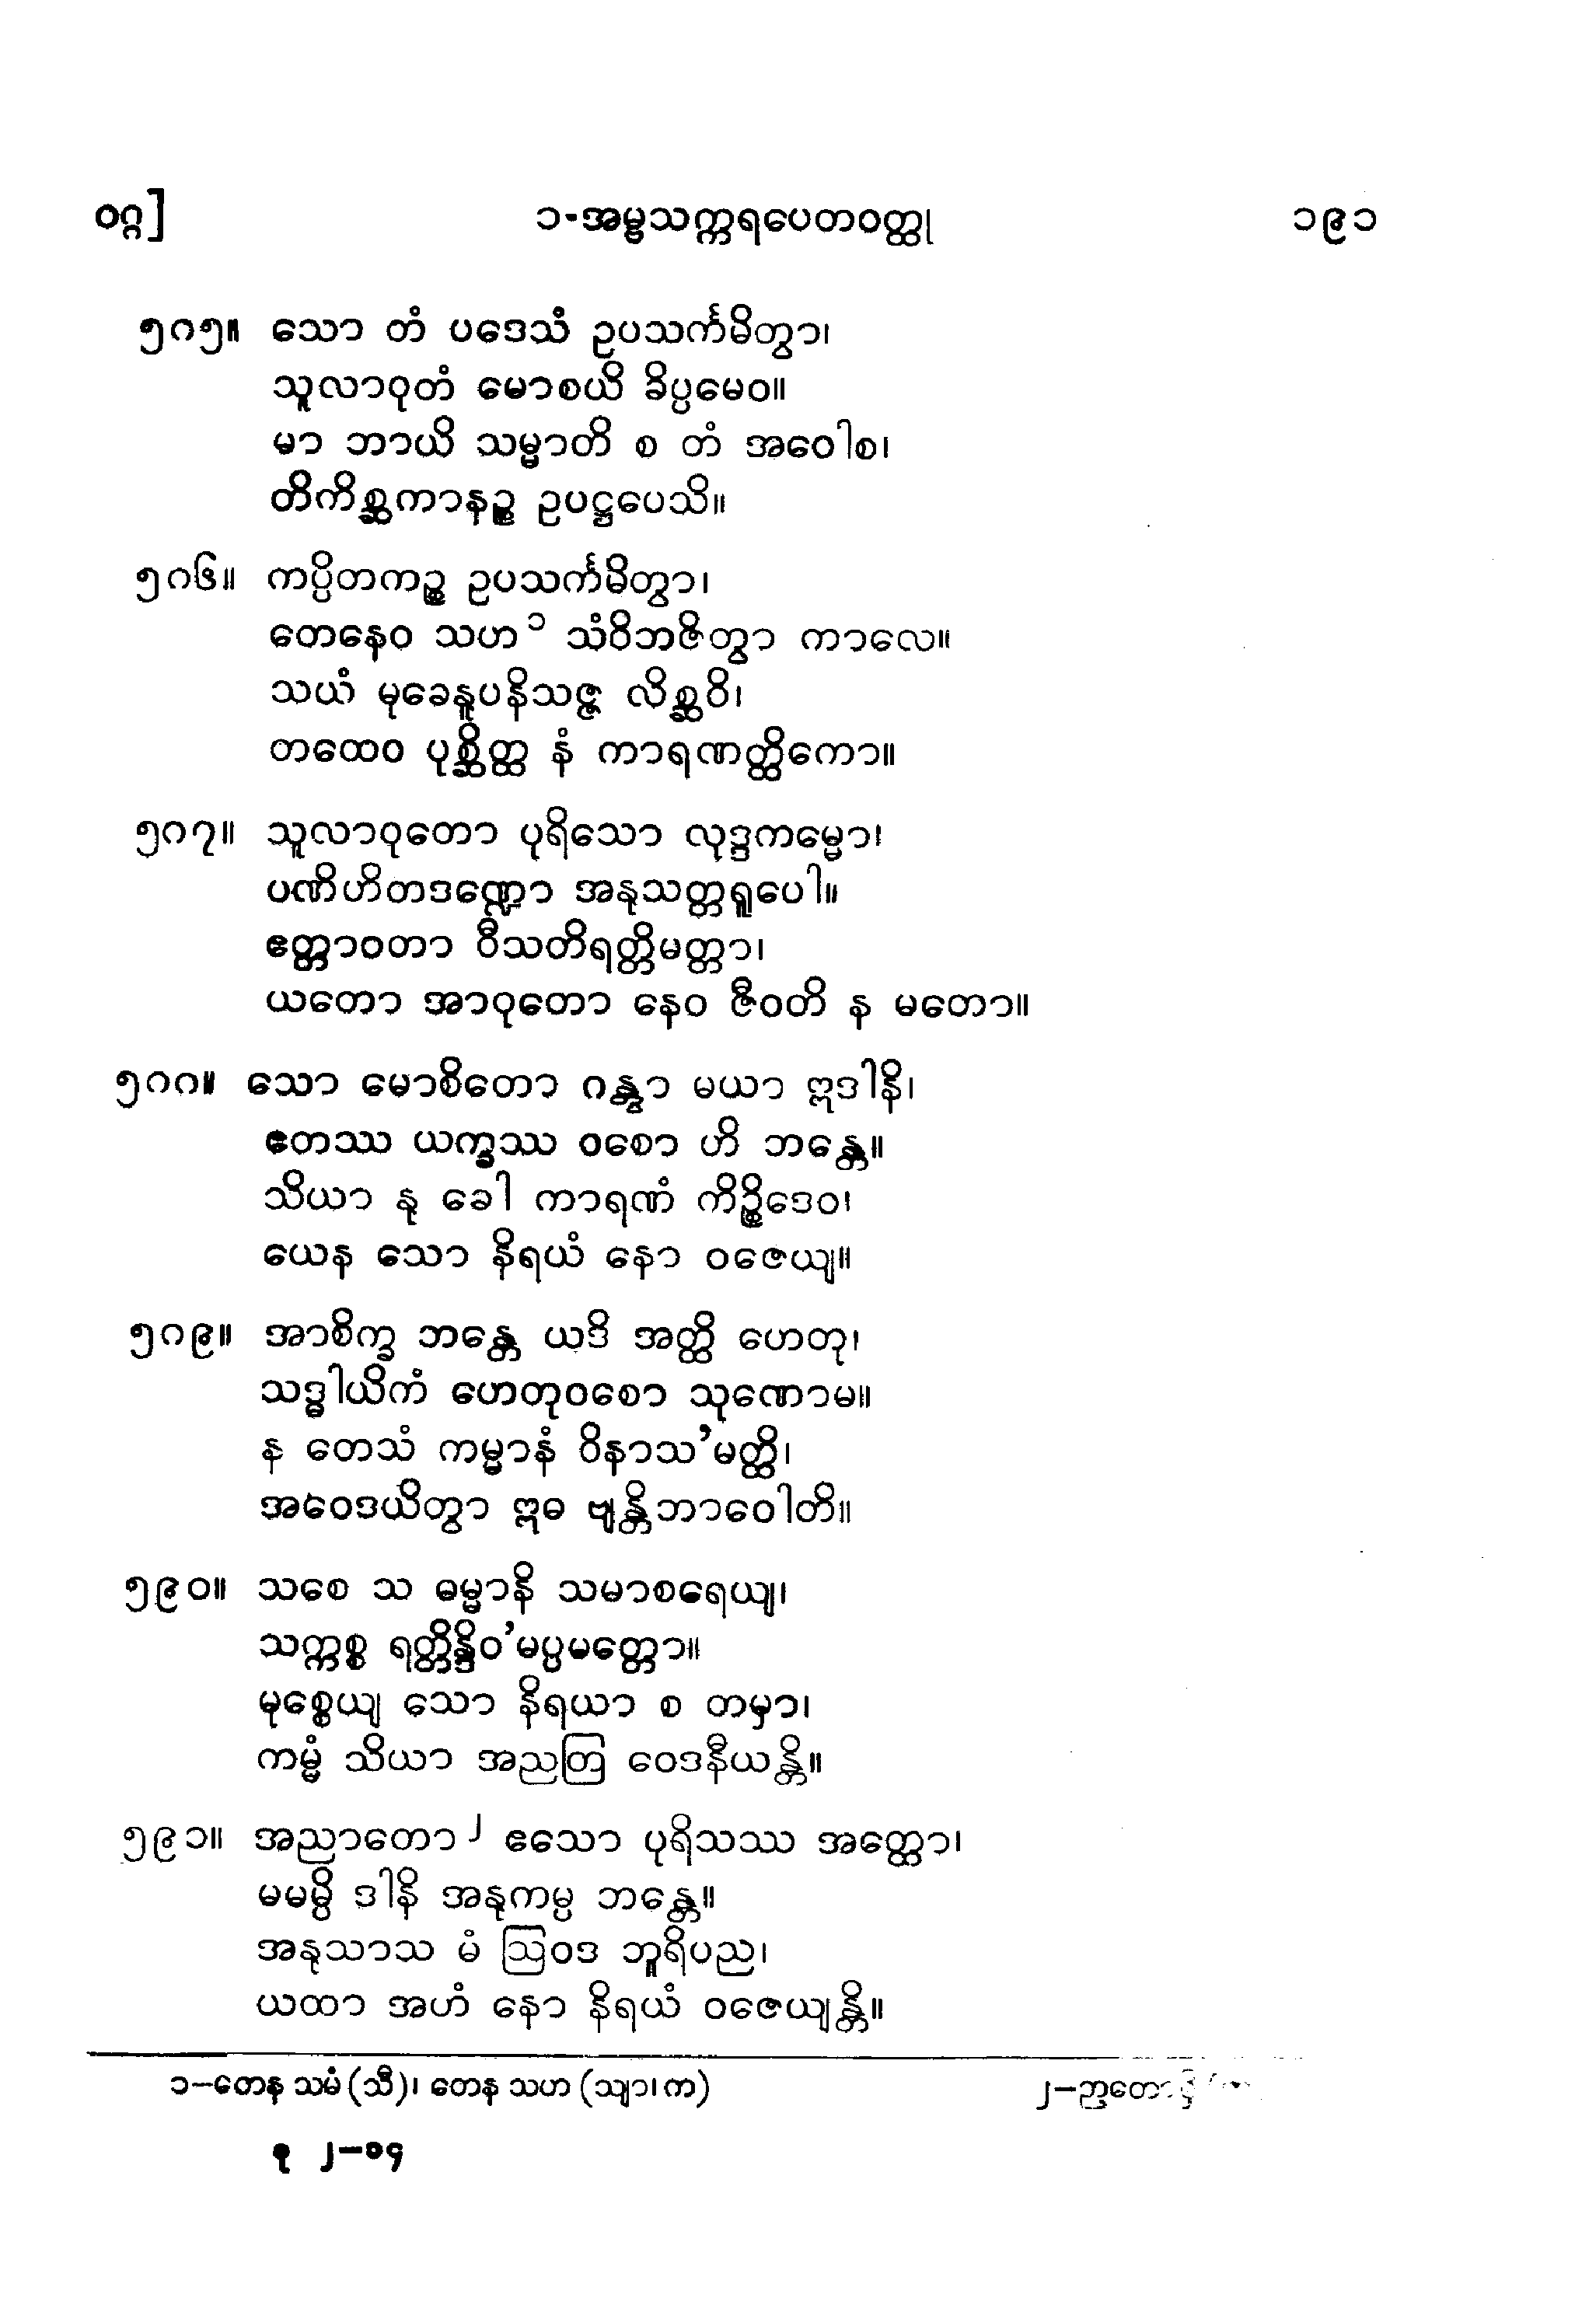 ဝဂ္ဂ] ၁-အမ္ဗသက္ကရပေတဝတ္ထု ၁၉၁
၅၈၅။ သော တံ ပဒေသံ ဥပသင်္ကမိတွာ၊
သူလာဝုတံ မောစယိ ခိပ္ပမေဝ။
မာ ဘာယိ သမ္မာတိ စ တံ အဝေါစ၊
တိကိစ္ဆကာနဉ္စ ဥပဋ္ဌပေသိ။
၅၈၆။ ကပ္ပိတကဉ္စ ဥပသင်္ကမိတွာ၊
တေနေဝ သဟ ၁ သံဝိဘဇိတွာ ကာလေ။
သယံ မုခေနူပနိသဇ္ဇ လိစ္ဆဝိ၊
တထေဝ ပုစ္ဆိတ္ထ နံ ကာရဏတ္ထိကော။
၅၈၇။ သူလာဝုတော ပုရိသော လုဒ္ဒကမ္မော၊
ပဏိဟိတဒဏ္ဍော အနုသတ္တရူပေါ။
ဧတ္တာဝတာ ဝီသတိရတ္တိမတ္တာ၊
ယတော အာဝုတော နေဝ ဇီဝတိ န မတော။
၅၈၈။ သော မောစိတော ဂန္တွာ မယာ ဣဒါနိ၊
ဧတဿ ယက္ခဿ ဝစော ဟိ ဘန္တေ။
သိယာ နု ခေါ ကာရဏံ ကိဉ္စိဒေဝ၊
ယေန သော နိရယံ နော ဝဇေယျ။
၅၈၉။ အာစိက္ခ ဘန္တေ ယဒိ အတ္ထိ ဟေတု၊
သဒ္ဓါယိကံ ဟေတုဝစော သုဏောမ။
န တေသံ ကမ္မာနံ ဝိနာသ’မတ္ထိ၊
အဝေဒယိတွာ ဣဓ ဗျန္တိဘာဝေါတိ။
၅၉၀။ သစေ သ ဓမ္မာနိ သမာစရေယျ၊
သက္ကစ္စ ရတ္တိန္ဒိဝ’မပ္ပမတ္တော။
မုစ္စေယျ သော နိရယာ စ တမှာ၊
ကမ္မံ သိယာ အညတြ ဝေဒနီယန္တိ။
၅၉၁။ အညာတော ၂ ဧသော ပုရိသဿ အတ္ထော၊
မမမ္ပိ ဒါနိ အနုကမ္ပ ဘန္တေ။
အနုသာသ မံ ဩဝဒ ဘူရိပည၊
ယထာ အဟံ နော နိရယံ ဝဇေယျန္တိ။
၁–တေန သမံ (သီ)၊ တေန သဟ (သျာ၊ က) ၂–ဉာတော
ခု ၂–၁၄